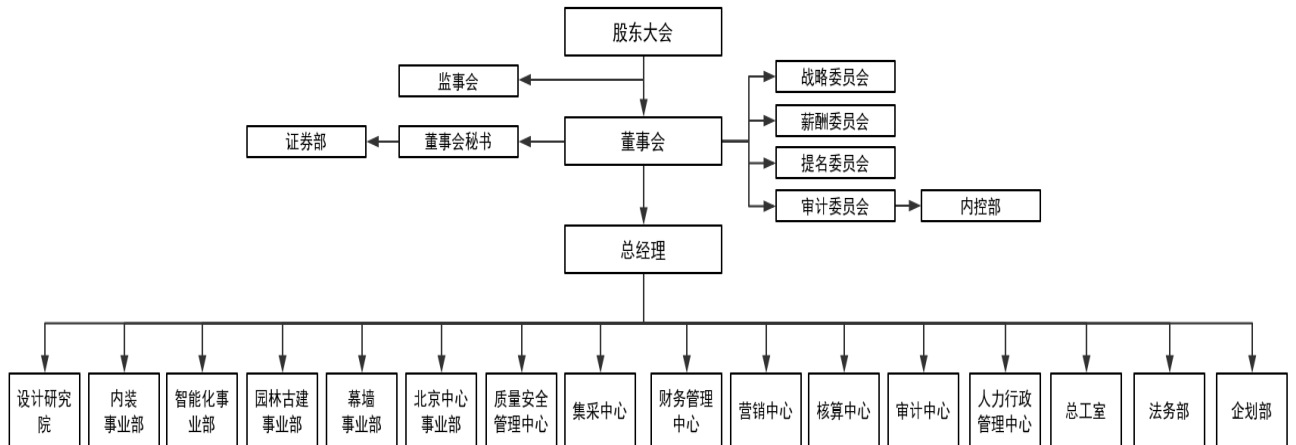 股东大会
监事会
战略委员会
薪酬委员会
证券部
董事会秘书
董事会
提名委员会
审计委员会
内控部
总经理
设计研究
院
内装
事业部
智能化事
业部
园林古建
事业部
幕墙
事业部
北京中心
事业部
质量安全
管理中心
集采中心
财务管理
中心
营销中心
核算中心
审计中心
人力行政
管理中心
总工室
法务部
企划部